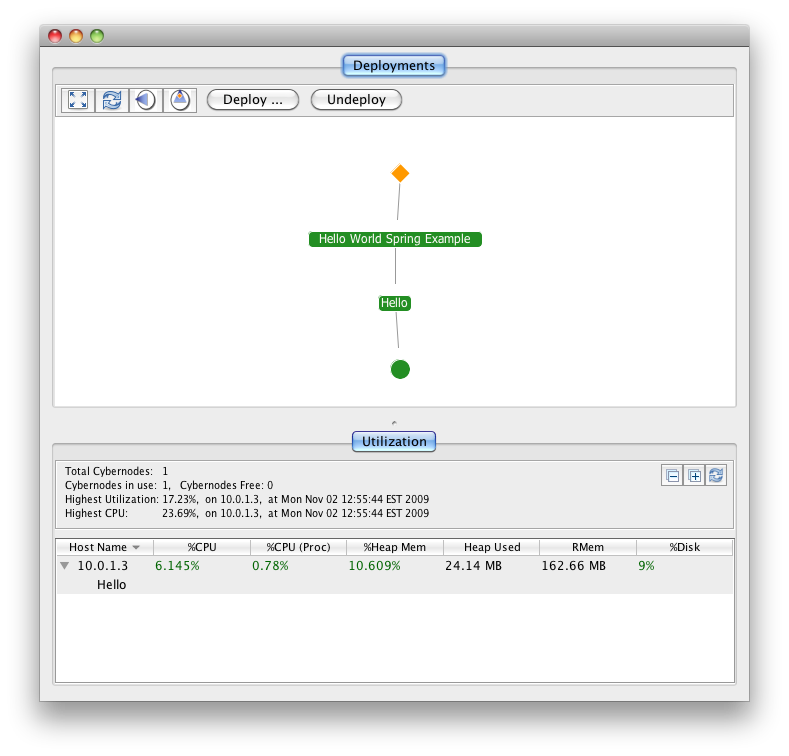 Deployments
Deploy ... Undeploy
Hello World Spring Example
Hello
Utilization
Total Cybernodes: 1
Cybernodes in use: 1, Cybernodes Free: 0
Highest Utilization: 17.23%, on 10.0.1.3, at Mon Nov 02 12:55:44 EST 2009
Highest CPU: 23.69%, on 10.0.1.3, at Mon Nov 02 12:55:44 EST 2009
Host Name %CPU %CPU (Proc) %Heap Mem Heap Used RMem %Disk
10.0.1.3 6.145% 0.78% 10.609% 24.14 MB 162.66 MB 9%
Hello